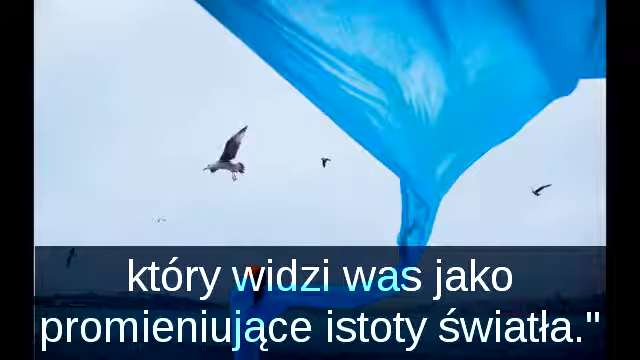 który widzi was jako
promieniujące istoty światła."